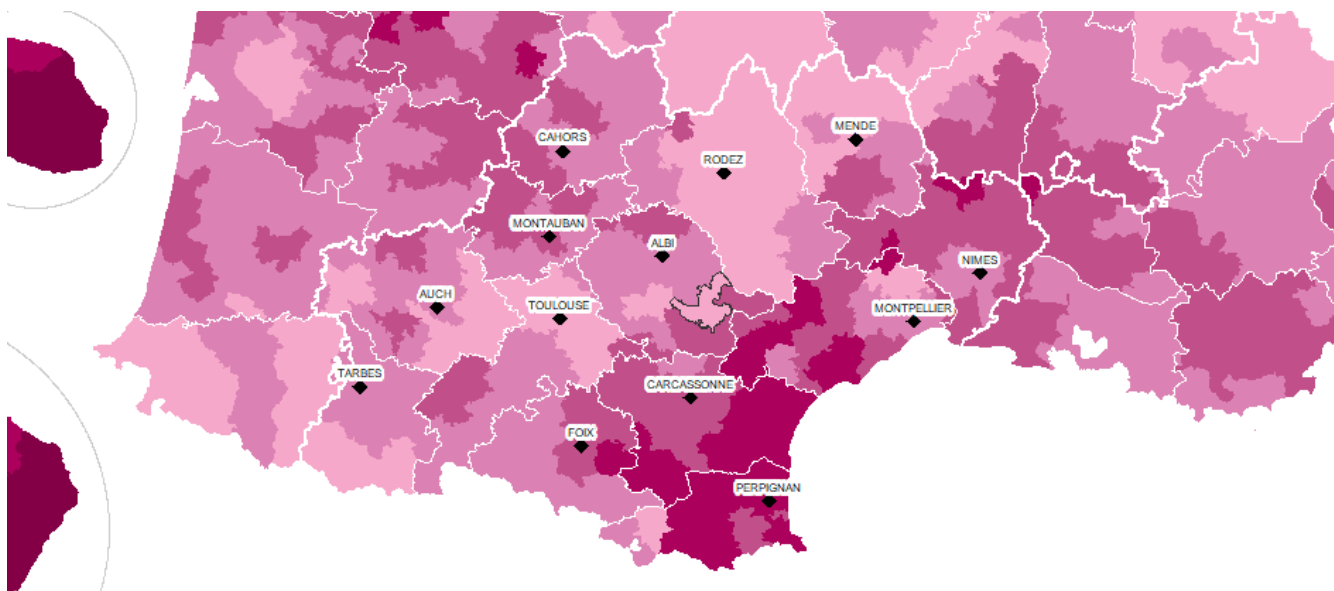 MENDE
CAHORS
RODEZ
MONTAUBAN
ALBI
NIMES
AUCH
TOULOUSE
MONTPELLIER
TARBES
CARCASSONNE
FOIX
PERPIGNAN